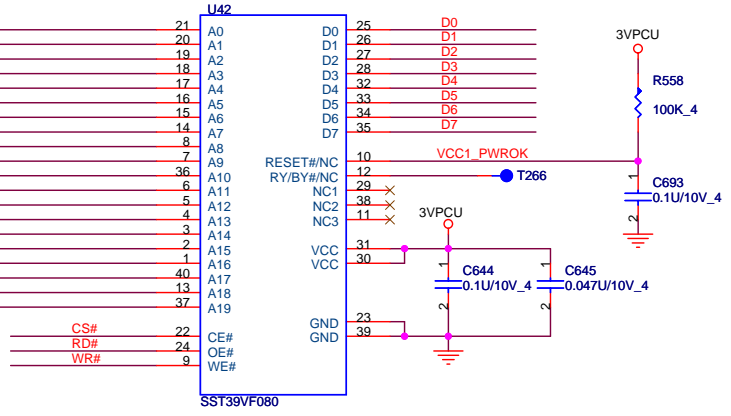 U42
21 A0 D0 25 D0
20 A1 D1 26 D1
19 A2 D2 27 D2
18 A3 D3 28 D3
17 A4 D4 32 D4
16 A5 D5 33 D5
15 A6 D6 34 D6
14 A7 D7 35 D7
8 A8
7 A9 RESET#/NC 10 VCC1_PWROK
36 A10 RY/BY#/NC 12 T266
6 A11 NC1 29
5 A12 NC2 38
4 A13 NC3 11
3 A14
2 A15 VCC 31
1 A16 VCC 30
40 A17
13 A18
37 A19
GND 23
CS# 22 CE# GND 39
RD# 24 OE#
WR# 9 WE#
SST39VF080
3VPCU
R558
100K_4
1
C693
0.1U/10V_4
2
3VPCU
1
C644
0.1U/10V_4
2
1
C645
0.047U/10V_4
2